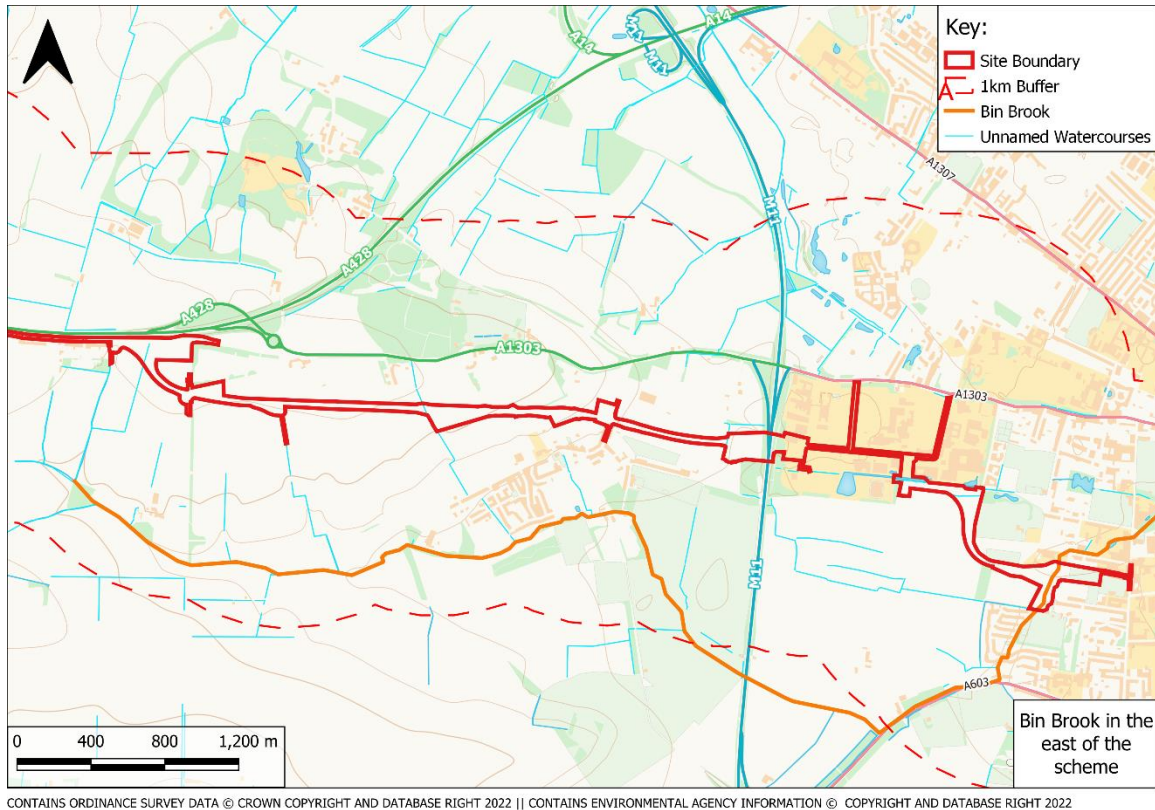 A14
A14
M11
M11
Key:
Site Boundary
A
1km Buffer
Bin Brook
Unnamed Watercourses
A1307
M11
A428
A428
A1303
A1303
M11
A603
0 400 800 1,200 m
Bin Brook in the
east of the
scheme
CONTAINS ORDINANCE SURVEY DATA © CROWN COPYRIGHT AND DATABASE RIGHT 2022 || CONTAINS ENVIRONMENTAL AGENCY INFORMATION © COPYRIGHT AND DATABASE RIGHT 2022